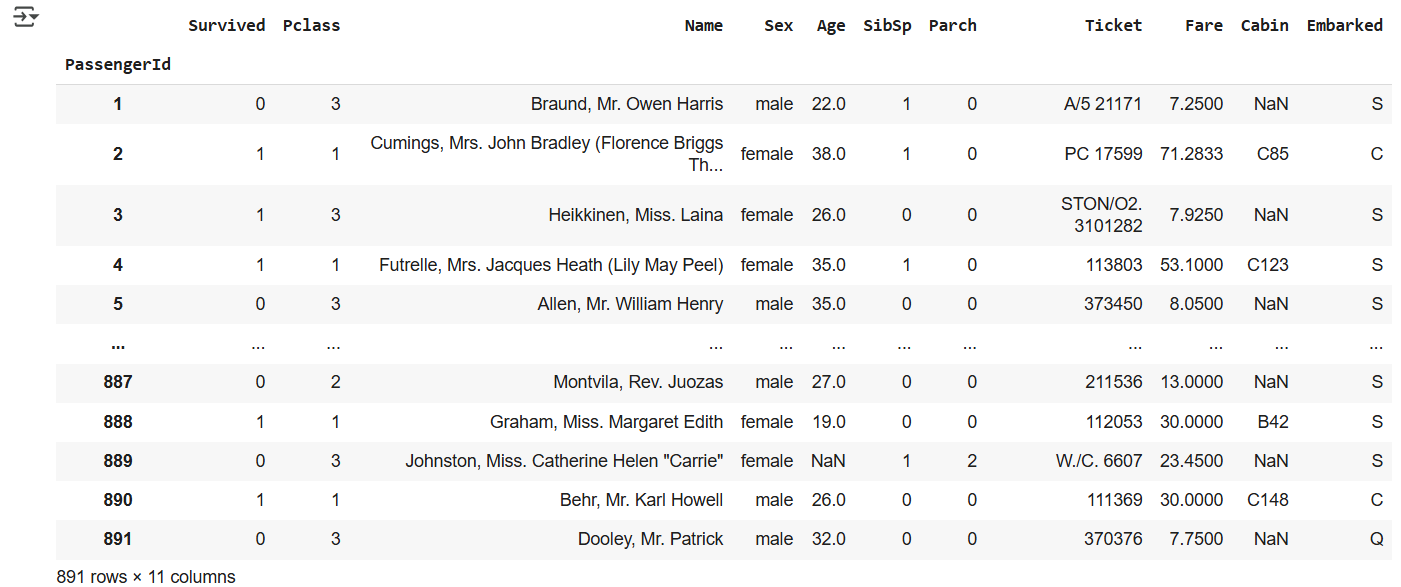 Survived Pclass Name Sex Age SibSp Parch Ticket Fare Cabin Embarked
PassengerId
1 0 3 Braund, Mr. Owen Harris male 22.0 1 0 A/5 21171 7.2500 NaN S
2 1 1 Cumings, Mrs. John Bradley (Florence Briggs Th... female 38.0 1 0 PC 17599 71.2833 C85 C
3 1 3 Heikkinen, Miss. Laina female 26.0 0 0 STON/O2. 3101282 7.9250 NaN S
4 1 1 Futrelle, Mrs. Jacques Heath (Lily May Peel) female 35.0 1 0 113803 53.1000 C123 S
5 0 3 Allen, Mr. William Henry male 35.0 0 0 373450 8.0500 NaN S
... ... ... ... ... ... ... ... ... ... ... ...
887 0 2 Montvila, Rev. Juozas male 27.0 0 0 211536 13.0000 NaN S
888 1 1 Graham, Miss. Margaret Edith female 19.0 0 0 112053 30.0000 B42 S
889 0 3 Johnston, Miss. Catherine Helen "Carrie" female NaN 1 2 W./C. 6607 23.4500 NaN S
890 1 1 Behr, Mr. Karl Howell male 26.0 0 0 111369 30.0000 C148 C
891 0 3 Dooley, Mr. Patrick male 32.0 0 0 370376 7.7500 NaN Q
891 rows × 11 columns